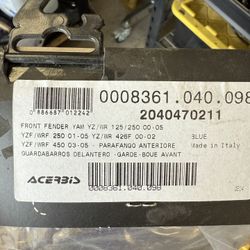 0 886687 012242
0008361.040.098
2040470211
FRONT FENDER YAM YZ/WR 125/250 00-05
YZF/WRF 250 01-05 YZ/WR 426F 00-02 BLUE
YZF/WRF 450 03-05 - PARAFANGO ANTERIORE Made in Italy
GUARDABARROS DELANTERO -GARDE-BOUE AVANT
ACERBIS
0008361.040.098